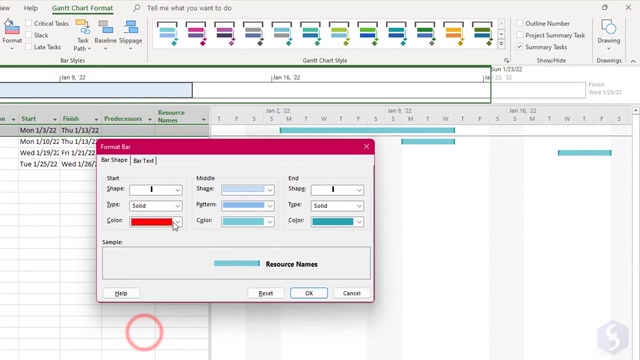 Gantt Chart Format
Tell me what you want to do
Format
Critical Tasks
Slack
Late Tasks
Task Paths
Baseline
Slippage
Bar Styles
Gantt Chart Style
Outline Number
Project Summary Task
Summary Tasks
Show/Hide
Drawing
Drawings
Jan 9, '22
Jan 16, '22
Sun 1/23/22
Jan 23, '22
Finish
Wed 1/26/22
Start
Finish
Predecessors
Resource Names
Jan 2, '22
Jan 9, '22
Jan 16, '22
T F S S M T W T F S S M T W T F S S M T W T F
Mon 1/3/22 Thu 1/13/22
Mon 1/10/22 Thu 1/13/22
Wed 1/19/22 Fri 1/21/22
Tue 1/25/22 Wed 1/26/22
Format Bar
Bar Shape
Bar Text
Start
Middle
End
Shape:
Shape:
Shape:
Type:
Solid
Pattern:
Type:
Solid
Color:
Color:
Color:
Sample:
Resource Names
Help
Reset
OK
Cancel